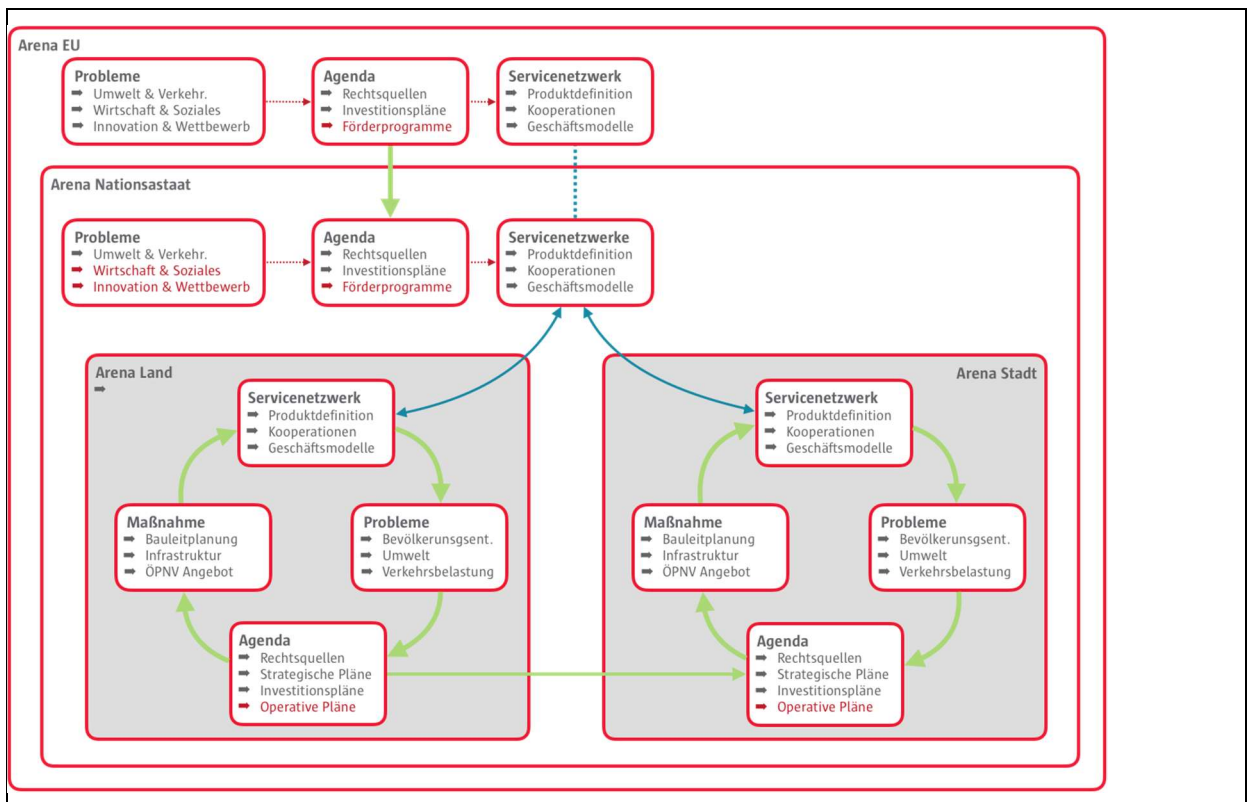 Arena EU
Probleme
Umwelt & Verkehr.
Wirtschaft & Soziales
Innovation & Wettbewerb
Agenda
Rechtsquellen
Investitionspläne
Förderprogramme
Servicenetzwerk
Produktdefinition
Kooperationen
Geschäftsmodelle
Arena Nationsastaat
Probleme
Umwelt & Verkehr.
Wirtschaft & Soziales
Innovation & Wettbewerb
Agenda
Rechtsquellen
Investitionspläne
Förderprogramme
Servicenetzwerke
Produktdefinition
Kooperationen
Geschäftsmodelle
Arena Land
Servicenetzwerk
Produktdefinition
Kooperationen
Geschäftsmodelle
Maßnahme
Bauleitplanung
Infrastruktur
ÖPNV Angebot
Probleme
Bevölkerunsgsent.
Umwelt
Verkehrsbelastung
Agenda
Rechtsquellen
Strategische Pläne
Investitionspläne
Operative Pläne
Arena Stadt
Servicenetzwerk
Produktdefinition
Kooperationen
Geschäftsmodelle
Maßnahme
Bauleitplanung
Infrastruktur
ÖPNV Angebot
Probleme
Bevölkerunsgsent.
Umwelt
Verkehrsbelastung
Agenda
Rechtsquellen
Strategische Pläne
Investitionspläne
Operative Pläne